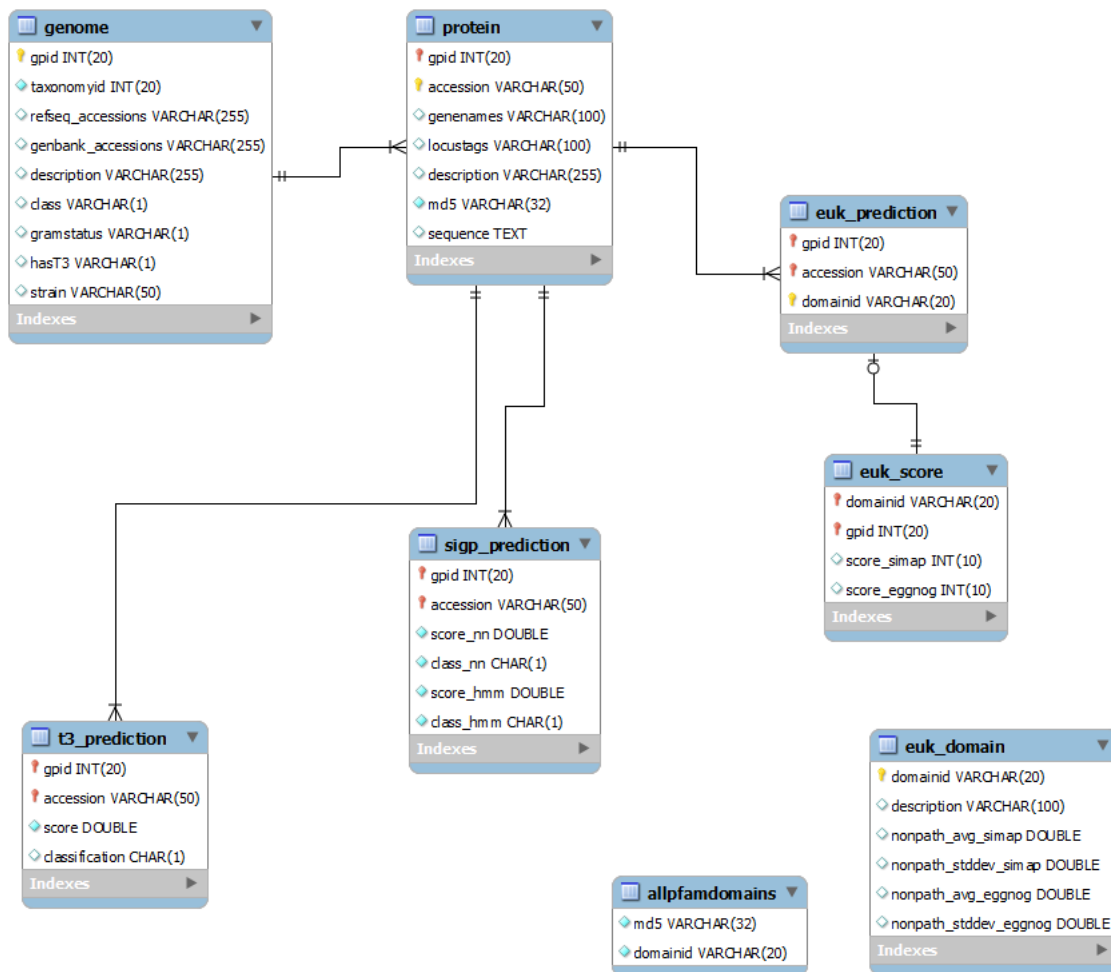 genome
gpid INT(20)
taxonomyid INT(20)
refseq_accessions VARCHAR(255)
genbank_accessions VARCHAR(255)
description VARCHAR(255)
class VARCHAR(1)
gramstatus VARCHAR(1)
hasT3 VARCHAR(1)
strain VARCHAR(50)
Indexes
protein
gpid INT(20)
accession VARCHAR(50)
genenames VARCHAR(100)
locustags VARCHAR(100)
description VARCHAR(255)
md5 VARCHAR(32)
sequence TEXT
Indexes
euk_prediction
gpid INT(20)
accession VARCHAR(50)
domainid VARCHAR(20)
Indexes
euk_score
domainid VARCHAR(20)
gpid INT(20)
score_simap INT(10)
score_eggnog INT(10)
Indexes
sigp_prediction
gpid INT(20)
accession VARCHAR(50)
score_nn DOUBLE
class_nn CHAR(1)
score_hmm DOUBLE
class_hmm CHAR(1)
Indexes
t3_prediction
gpid INT(20)
accession VARCHAR(50)
score DOUBLE
classification CHAR(1)
Indexes
euk_domain
domainid VARCHAR(20)
description VARCHAR(100)
nonpath_avg_simap DOUBLE
nonpath_stddev_simap DOUBLE
nonpath_avg_eggnog DOUBLE
nonpath_stddev_eggnog DOUBLE
Indexes
allpfamdomains
md5 VARCHAR(32)
domainid VARCHAR(20)